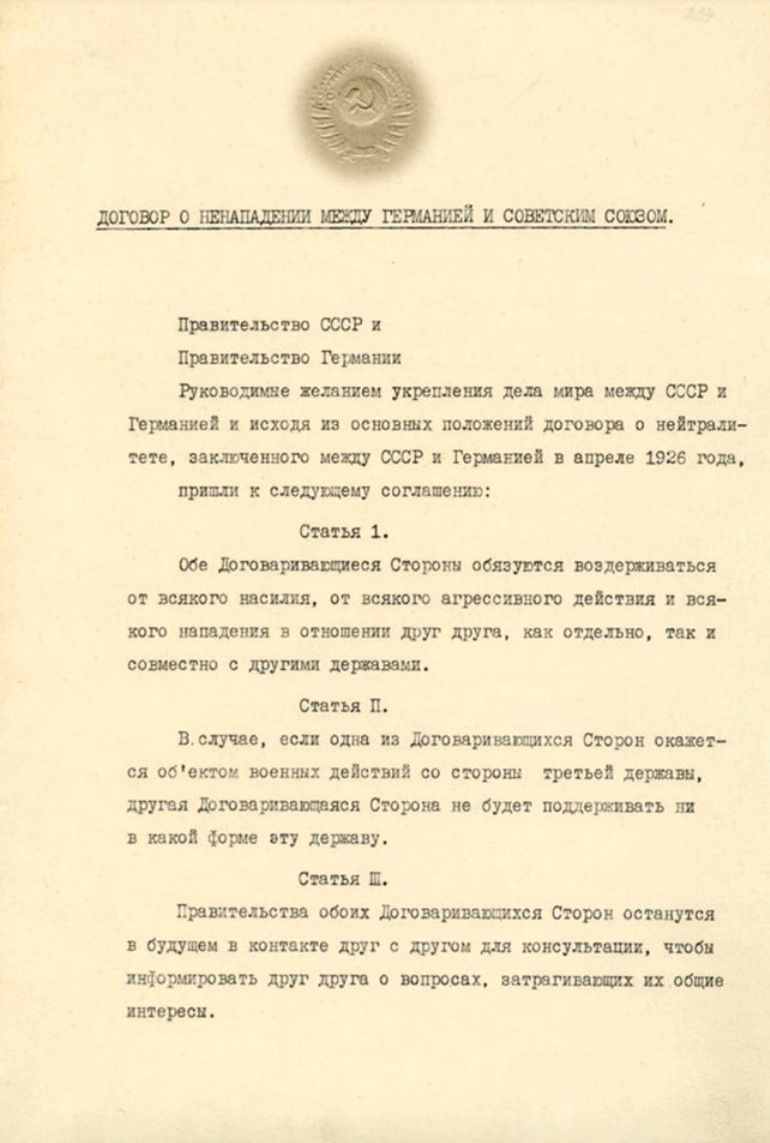 ДОГОВОР О НЕНАПАДЕНИИ МЕЖДУ ГЕРМАНИЕЙ И СОВЕТСКИМ СОЮЗОМ.
Правительство СССР и
Правительство Германии
Руководимые желанием укрепления дела мира между СССР и
Германией и исходя из основных положений договора о нейтрали-
тете, заключенного между СССР и Германией в апреле 1926 года,
пришли к следующему соглашению:
Статья 1.
Обе Договаривающиеся Стороны обязуются воздерживаться
от всякого насилия, от всякого агрессивного действия и вся-
кого нападения в отношении друг друга, как отдельно, так и
совместно с другими державами.
Статья П.
В случае, если одна из Договаривающихся Сторон окажет-
ся об'ектом военных действий со стороны третьей державы,
другая Договаривающаяся Сторона не будет поддерживать ни
в какой форме эту державу.
Статья Ш.
Правительства обоих Договаривающихся Сторон останутся
в будущем в контакте друг с другом для консультации, чтобы
информировать друг друга о вопросах, затрагивающих их общие
интересы.